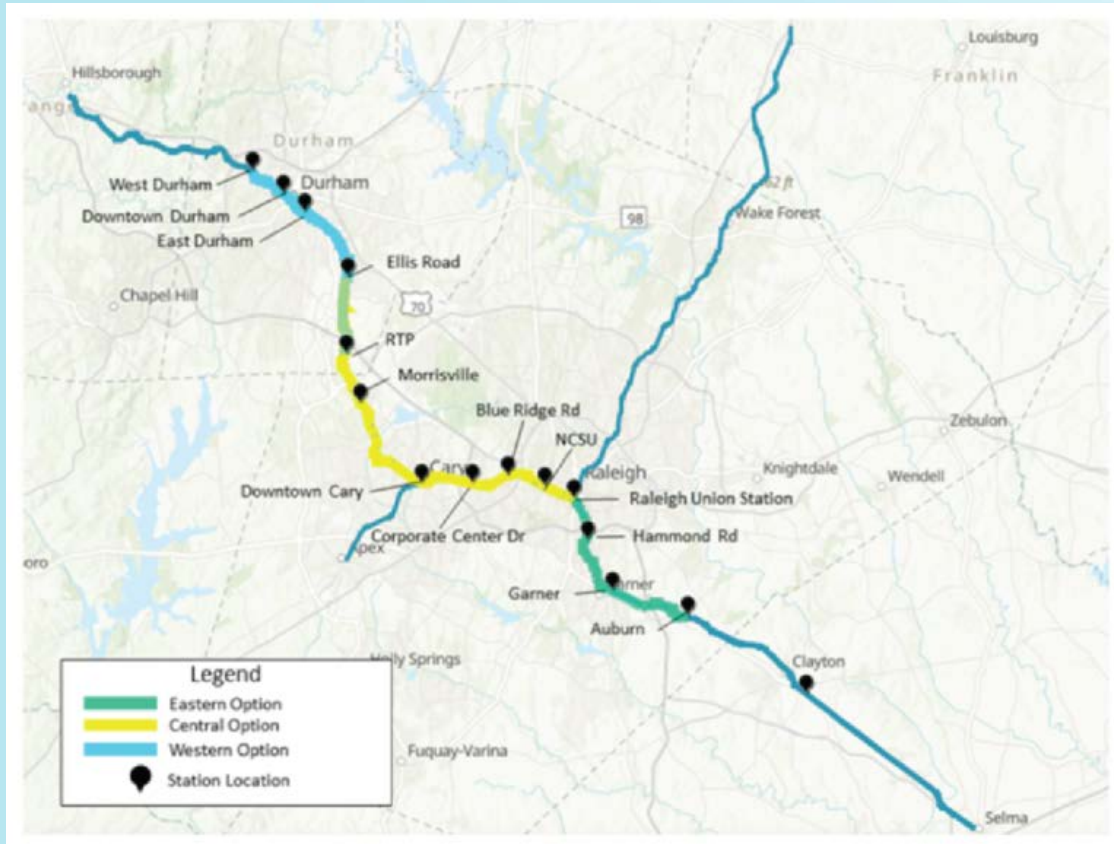 Louisburg
Franklin
Hillsborough
Durham
West Durham
Durham
Downtown Durham
98
Wake Forest
East Durham
Ellis Road
Chapel Hill
70
RTP
Morrisville
Blue Ridge Rd
Zebulon
NCSU
Cary
Raleigh
Knightdale
Wendell
Downtown Cary
Raleigh Union Station
Corporate Center Dr
Hammond Rd
Apex
oro
Garner
Auburn
Holly Springs
Clayton
Legend
Eastern Option
Central Option
Western Option
Station Location
Fuquay-Varina
Selma